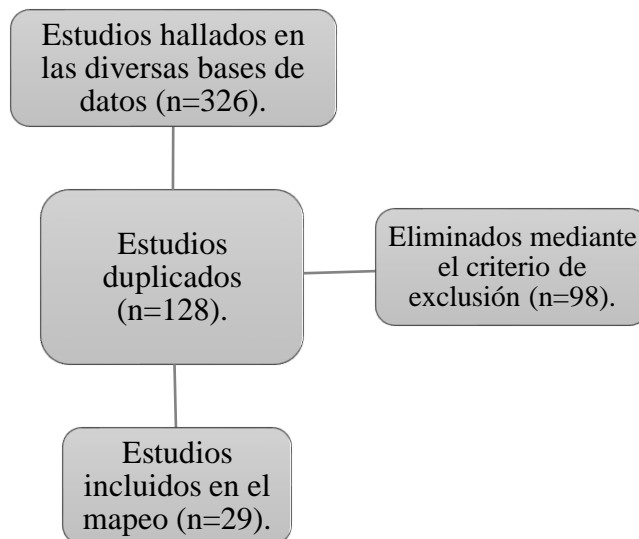 Estudios hallados en
las diversas bases de
datos (n=326).
Estudios
duplicados
(n=128).
Eliminados mediante
el criterio de
exclusión (n=98).
Estudios
incluidos en el
mapeo (n=29).